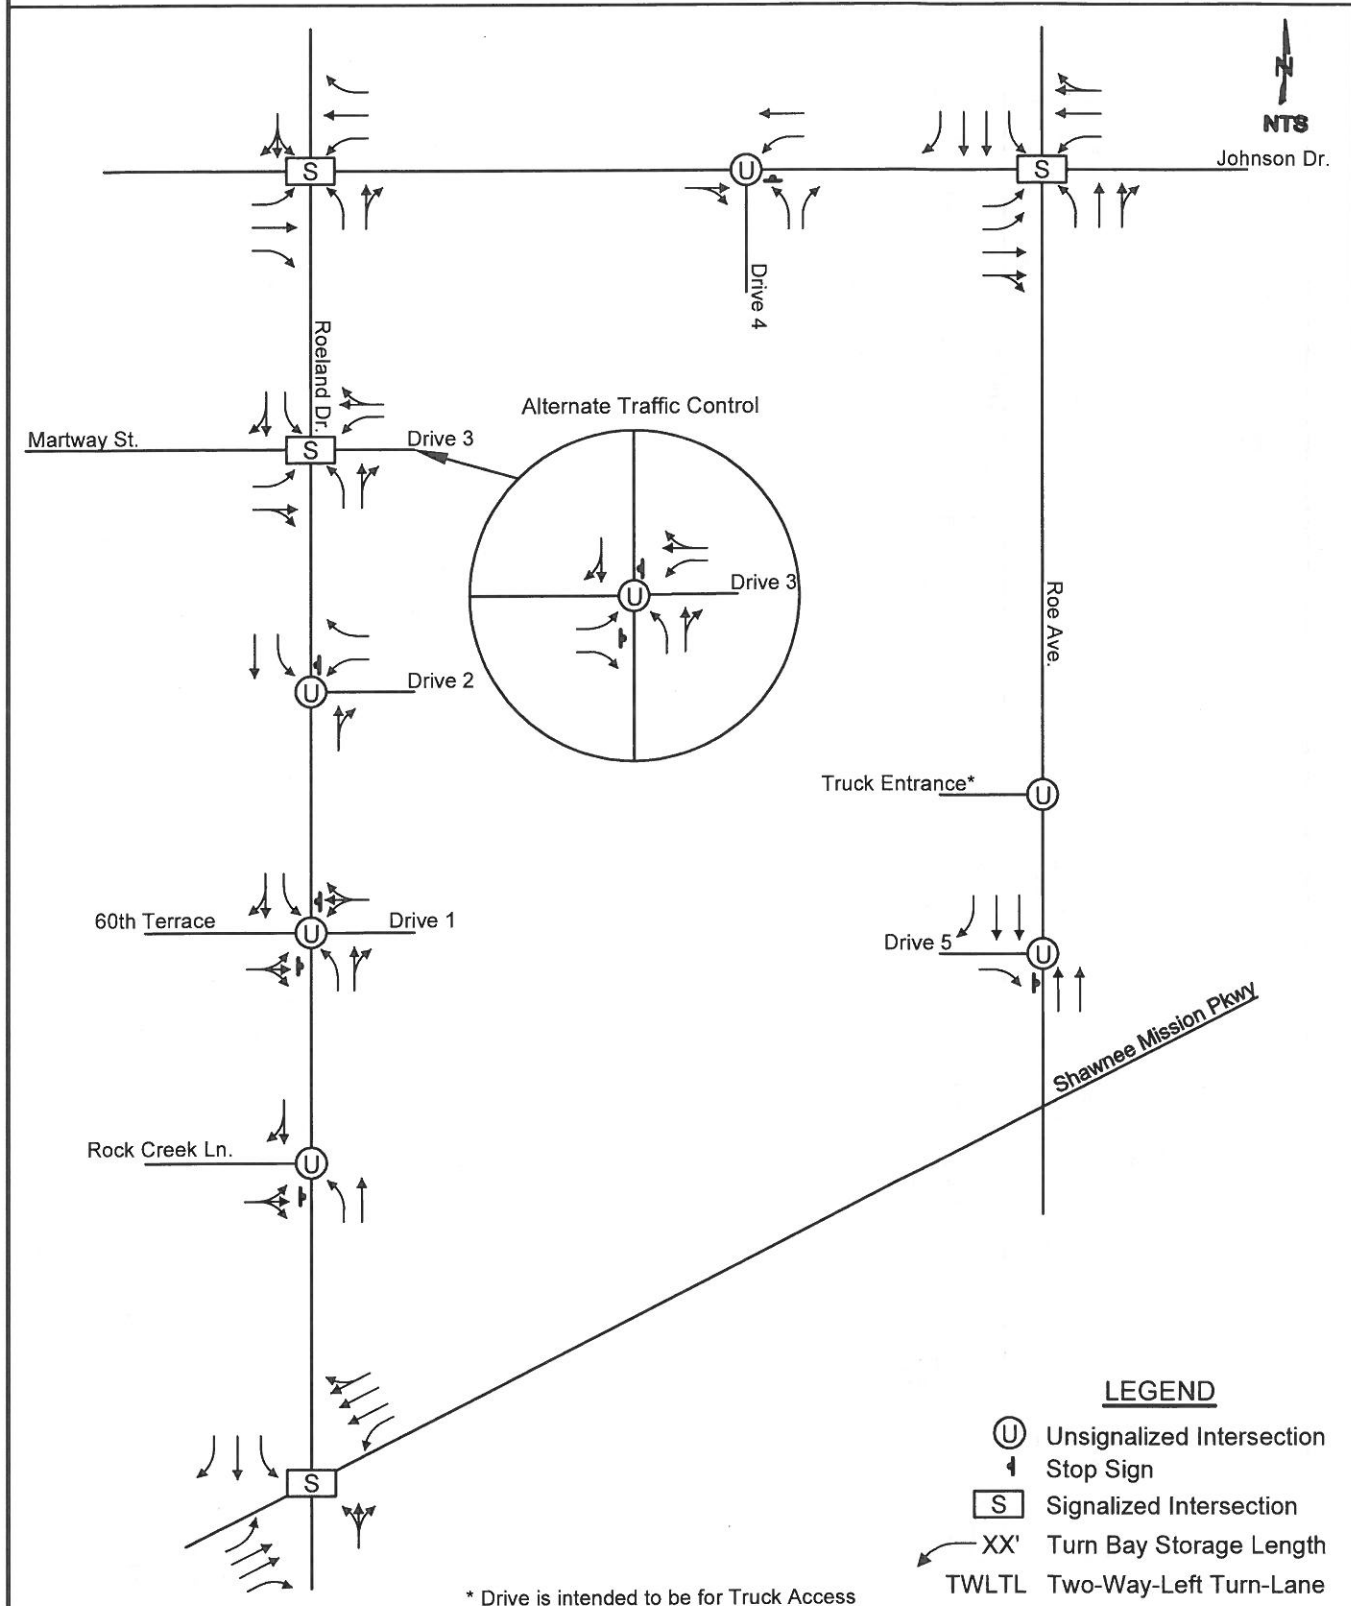 N
NTS
Johnson Dr.
S
U
S
Drive 4
Roeland Dr.
Alternate Traffic Control
Martway St.
S
Drive 3
U
Drive 3
Roe Ave.
U
Drive 2
Truck Entrance*
U
60th Terrace
U
Drive 1
Drive 5
U
Shawnee Mission Pkwy
Rock Creek Ln.
U
S
LEGEND
U Unsignalized Intersection
Stop Sign
S Signalized Intersection
XX' Turn Bay Storage Length
TWLTL Two-Way-Left Turn-Lane
* Drive is intended to be for Truck Access